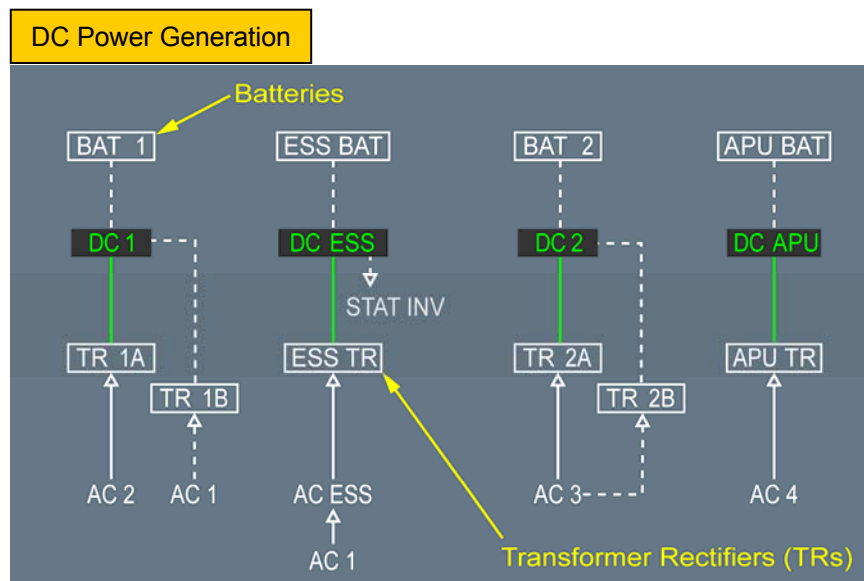 DC Power Generation
Batteries
BAT 1 ESS BAT BAT 2 APU BAT
DC 1 DC ESS DC 2 DC APU
STAT INV
TR 1A ESS TR TR 2A APU TR
TR 1B TR 2B
AC 2 AC 1 AC ESS AC 3 AC 4
AC 1 Transformer Rectifiers (TRs)